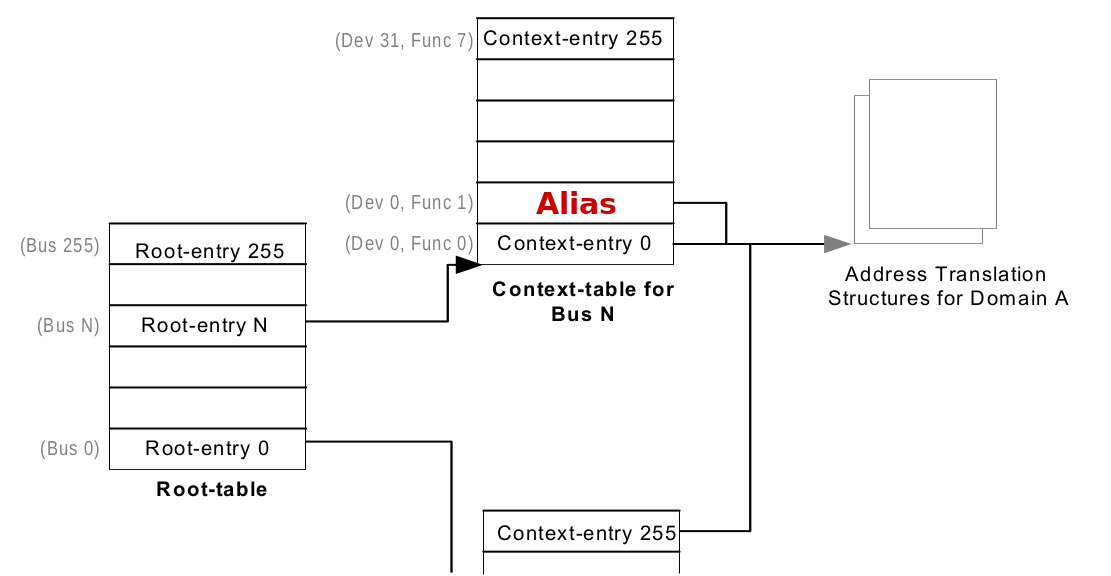 (Dev 31, Func 7) Context-entry 255
(Dev 0, Func 1) Alias
(Dev 0, Func 0) Context-entry 0
Context-table for
Bus N
Address Translation
Structures for Domain A
(Bus 255) Root-entry 255
(Bus N) Root-entry N
(Bus 0) Root-entry 0
Root-table
Context-entry 255